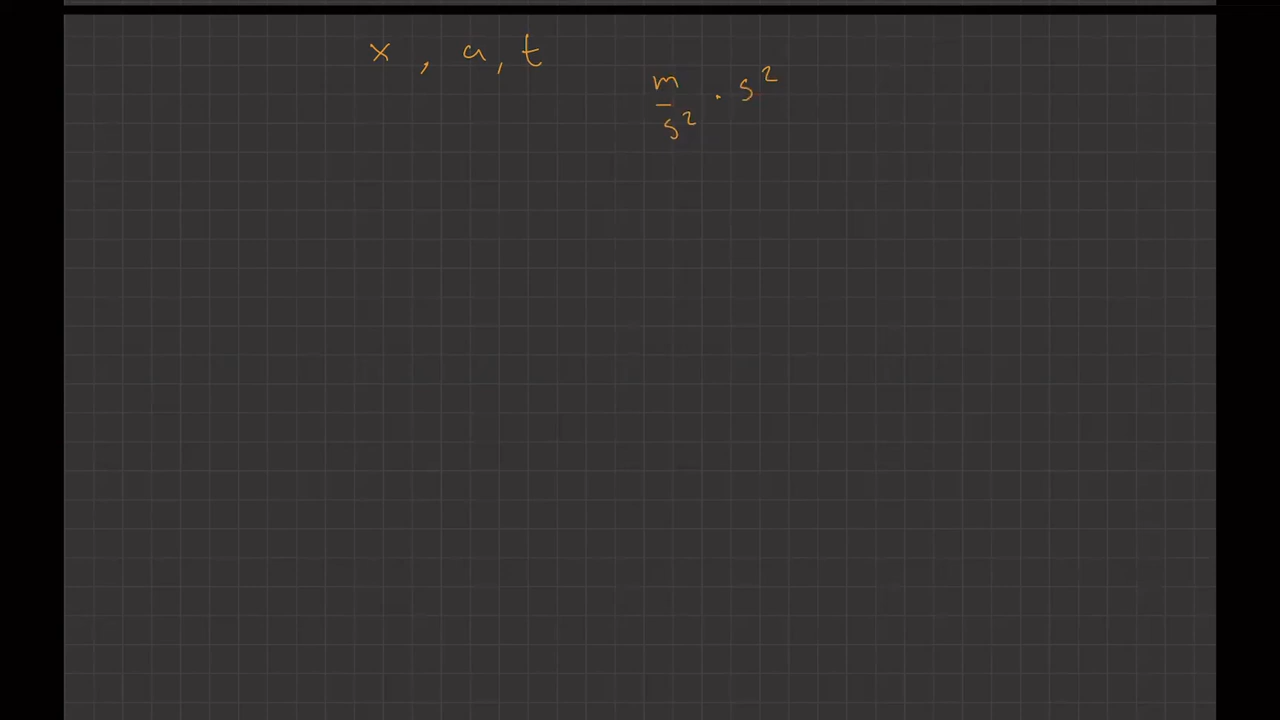 x , a, t
m/s² · s²